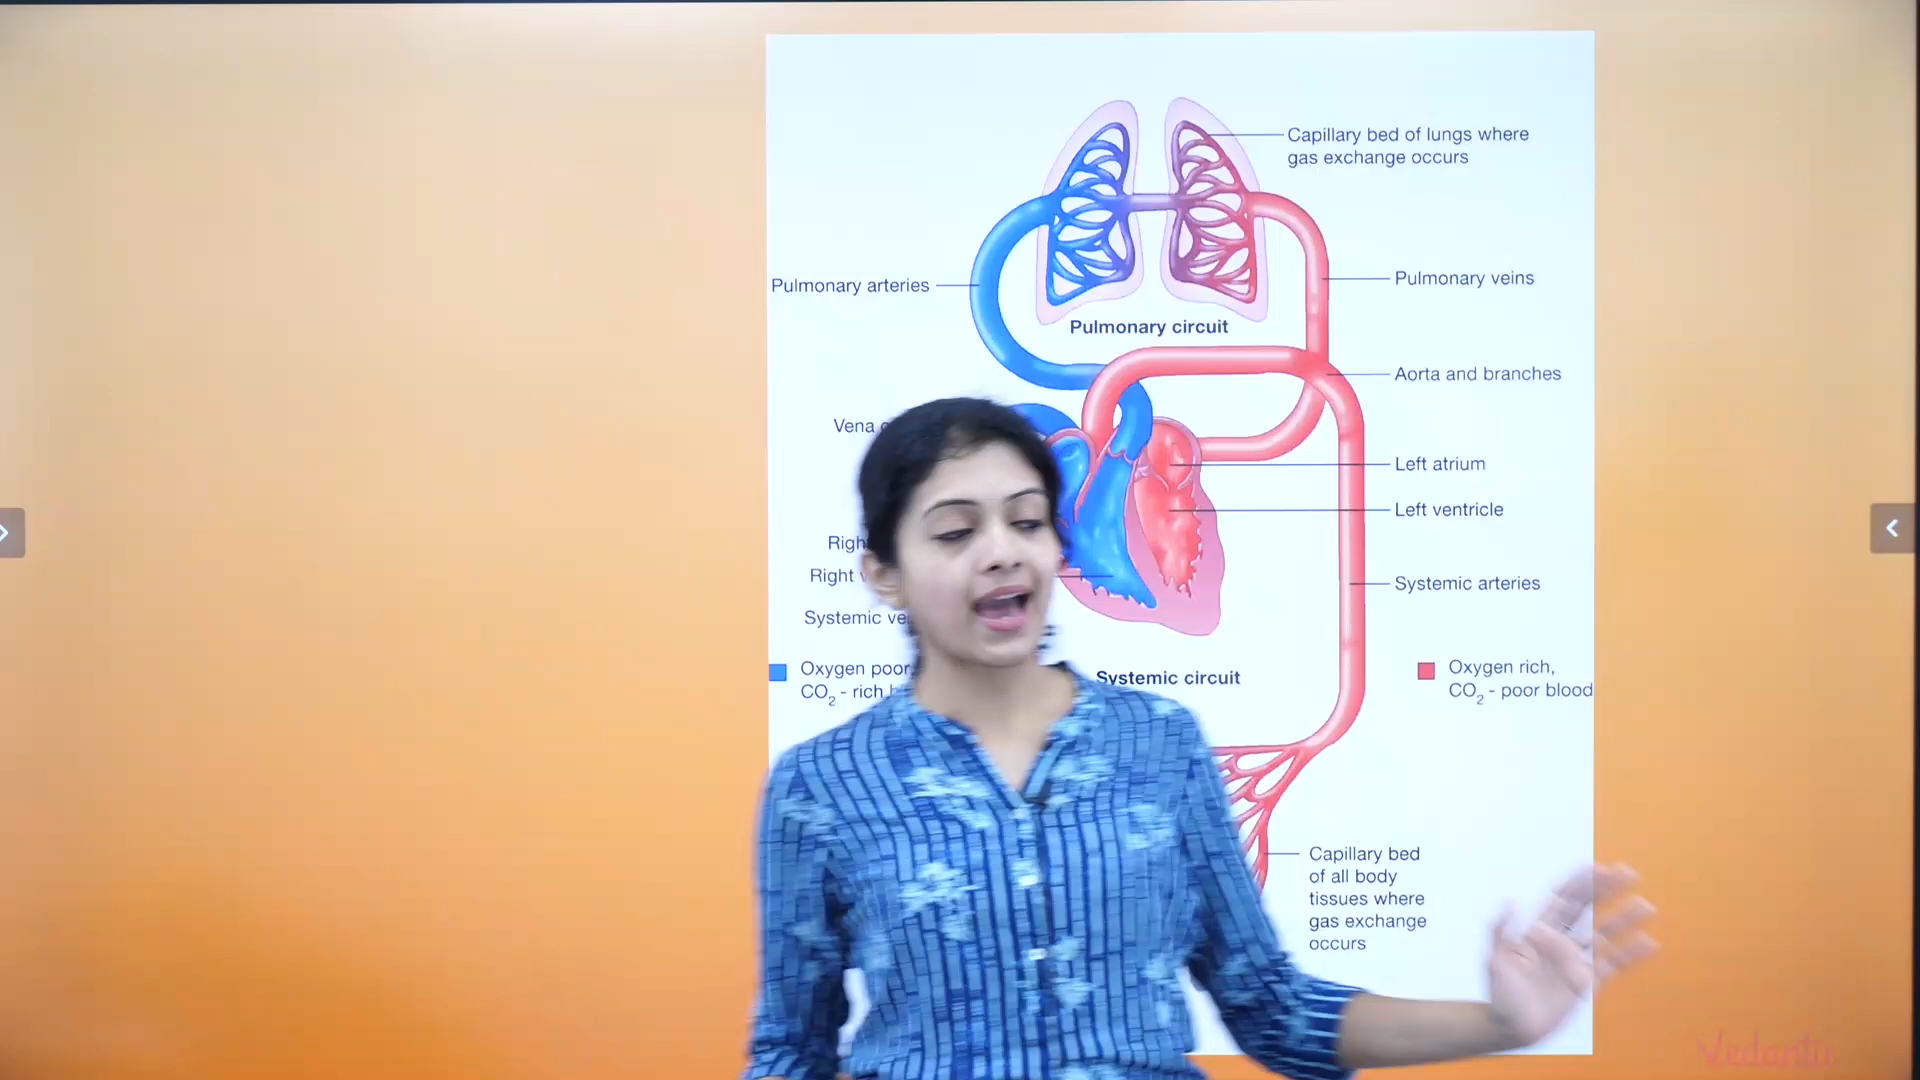 Capillary bed of lungs where
gas exchange occurs
Pulmonary arteries
Pulmonary veins
Pulmonary circuit
Aorta and branches
Vena
Left atrium
Left ventricle
Right
Systemic
Systemic arteries
Oxygen poor,
CO2 - rich
Systemic circuit
Oxygen rich,
CO2 - poor blood
Capillary bed
of all body
tissues where
gas exchange
occurs
Vedantu